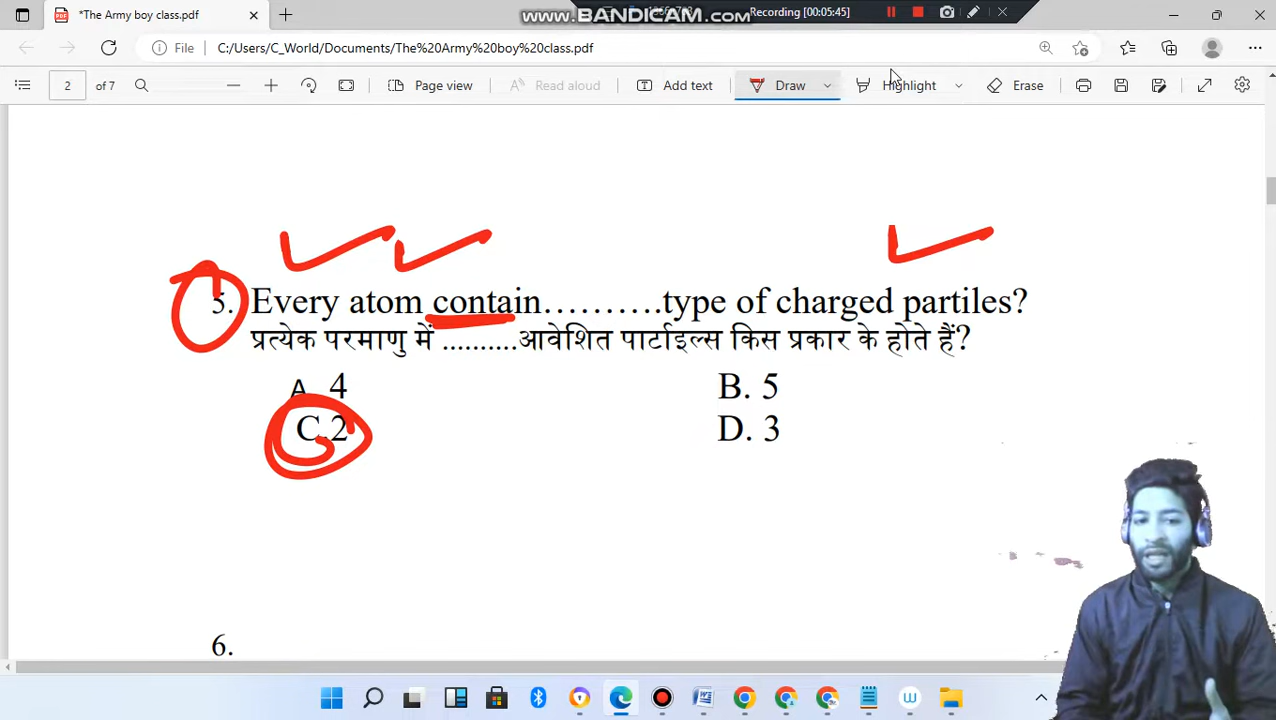 *The Army boy class.pdf
www.BANDICAM.com
Recording [00:05:45]
File C:/Users/C_World/Documents/The%20Army%20boy%20class.pdf
2 of 7 Page view Read aloud Add text Draw Highlight Erase
5. Every atom contain……….type of charged partiles?
प्रत्येक परमाणु में ..........आवेशित पार्टाइल्स किस प्रकार के होते हैं?
A. 4 B. 5
C.2 D. 3
6.